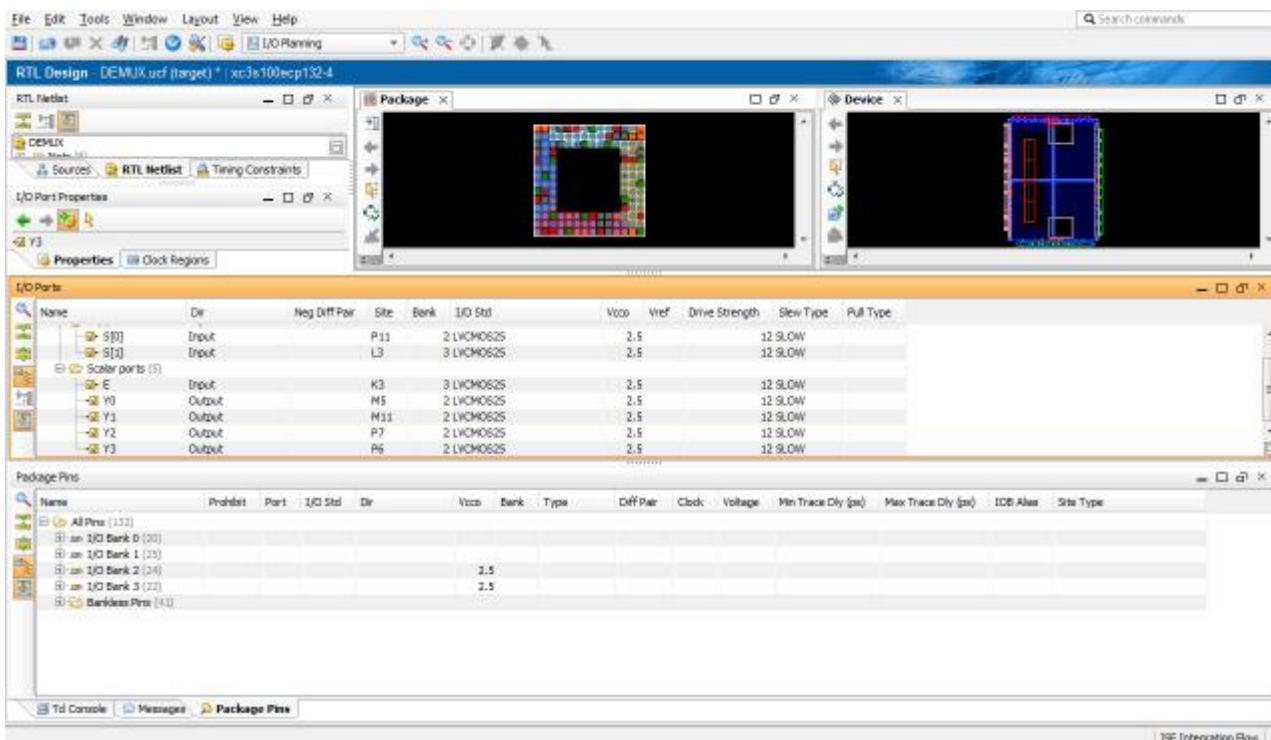 File Edit Tools Window Layout View Help
Search commands
I/O Planning
RTL Design - DEMUX.ucf (target) * | xc3s100ecp132-4
RTL Netlist
Package
Device
DEMUX
Sources RTL Netlist Timing Constraints
I/O Port Properties
Y3
Properties Clock Regions
I/O Ports
Name Dir Neg Diff Pair Site Bank I/O Std Vcco Vref Drive Strength Slew Type Pull Type
S[0] Input P11 2 LVCMOS25 2.5 12 SLOW
S[1] Input L3 3 LVCMOS25 2.5 12 SLOW
Scalar ports (5)
E Input K3 3 LVCMOS25 2.5 12 SLOW
Y0 Output M5 2 LVCMOS25 2.5 12 SLOW
Y1 Output M11 2 LVCMOS25 2.5 12 SLOW
Y2 Output P7 2 LVCMOS25 2.5 12 SLOW
Y3 Output P6 2 LVCMOS25 2.5 12 SLOW
Package Pins
Name Prohibit Port I/O Std Dir Vcco Bank Type Diff Pair Clock Voltage Min Trace Dly (ps) Max Trace Dly (ps) IOB Alias Site Type
All Pins (132)
I/O Bank 0 (20)
I/O Bank 1 (25)
I/O Bank 2 (24) 2.5
I/O Bank 3 (22) 2.5
Bankless Pins (41)
Tcl Console Messages Package Pins
ISE Integration Flow